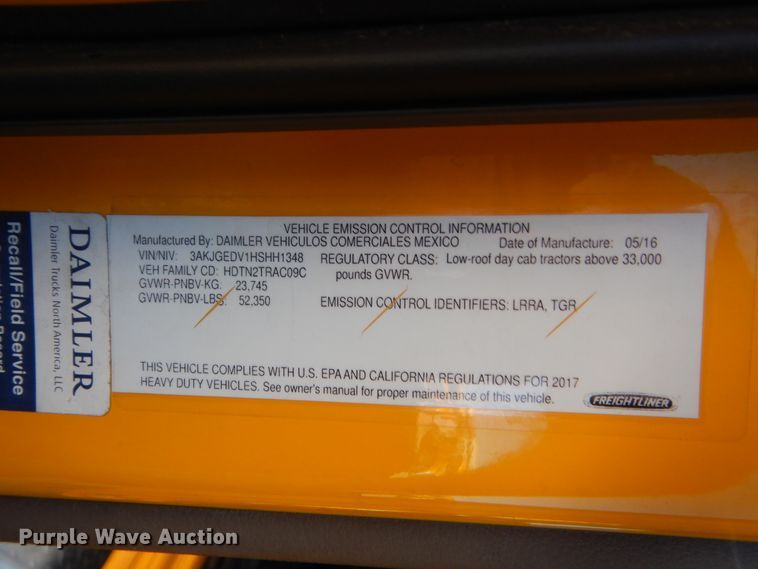 VEHICLE EMISSION CONTROL INFORMATION
Manufactured By: DAIMLER VEHICULOS COMERCIALES MEXICO Date of Manufacture: 05/16
VIN/NIV: 3AKJGEDV1HSHH1348
VEH FAMILY CD: HDTN2TRAC09C
GVWR-PNBV-KG: 23,745
GVWR-PNBV-LBS: 52,350
REGULATORY CLASS: Low-roof day cab tractors above 33,000
pounds GVWR.
EMISSION CONTROL IDENTIFIERS: LRRA, TGR
THIS VEHICLE COMPLIES WITH U.S. EPA AND CALIFORNIA REGULATIONS FOR 2017
HEAVY DUTY VEHICLES. See owner's manual for proper maintenance of this vehicle.
FREIGHTLINER
DAIMLER
Daimler Trucks North America, LLC
Recall/Field Service
Purple Wave Auction